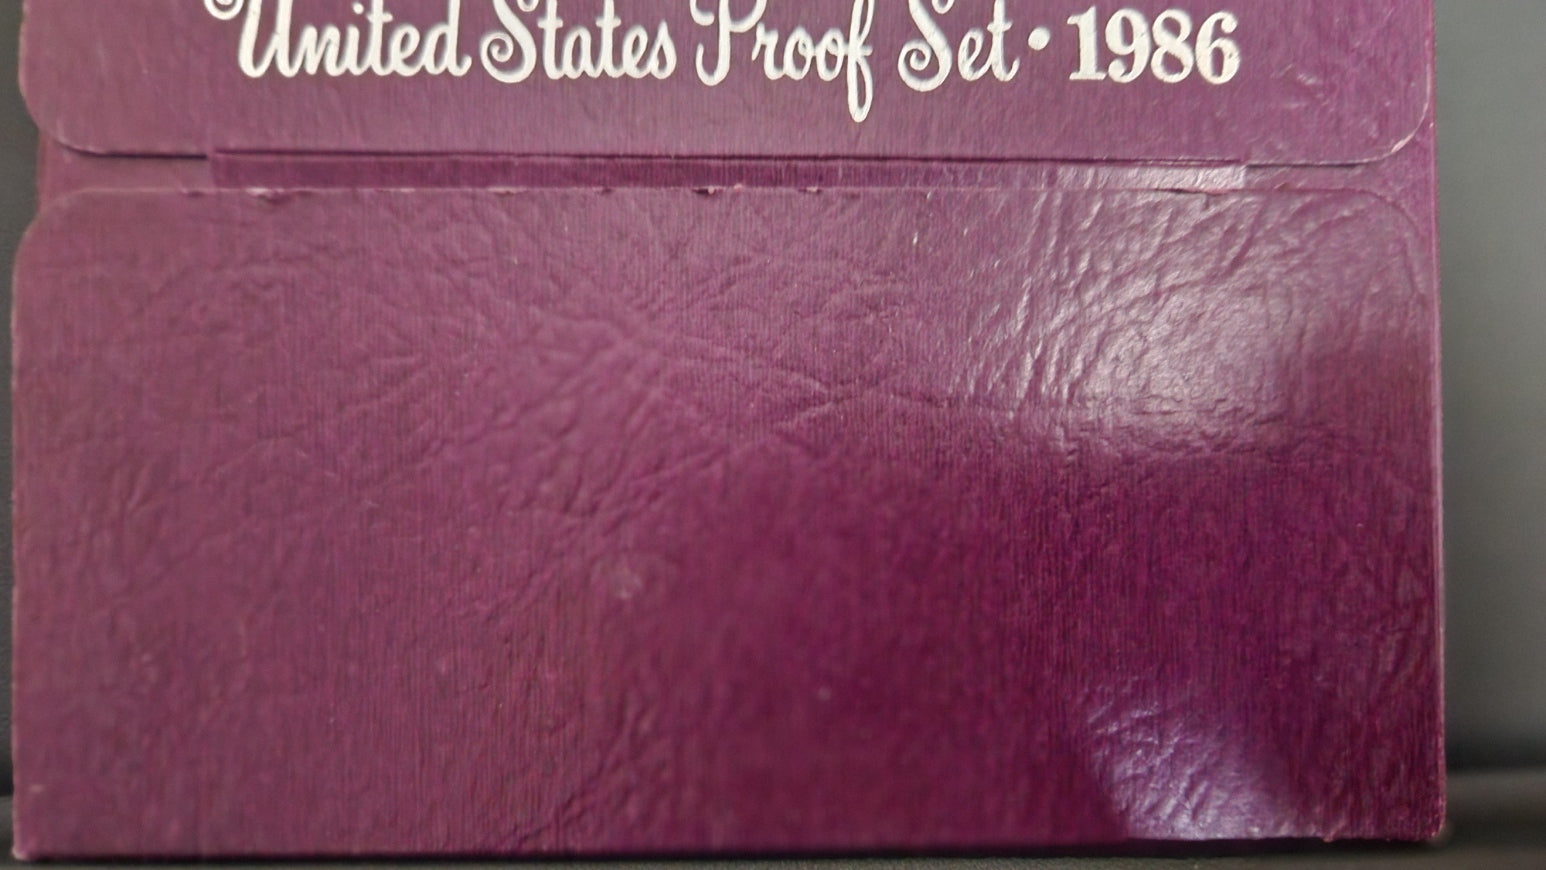 United States Proof Set • 1986